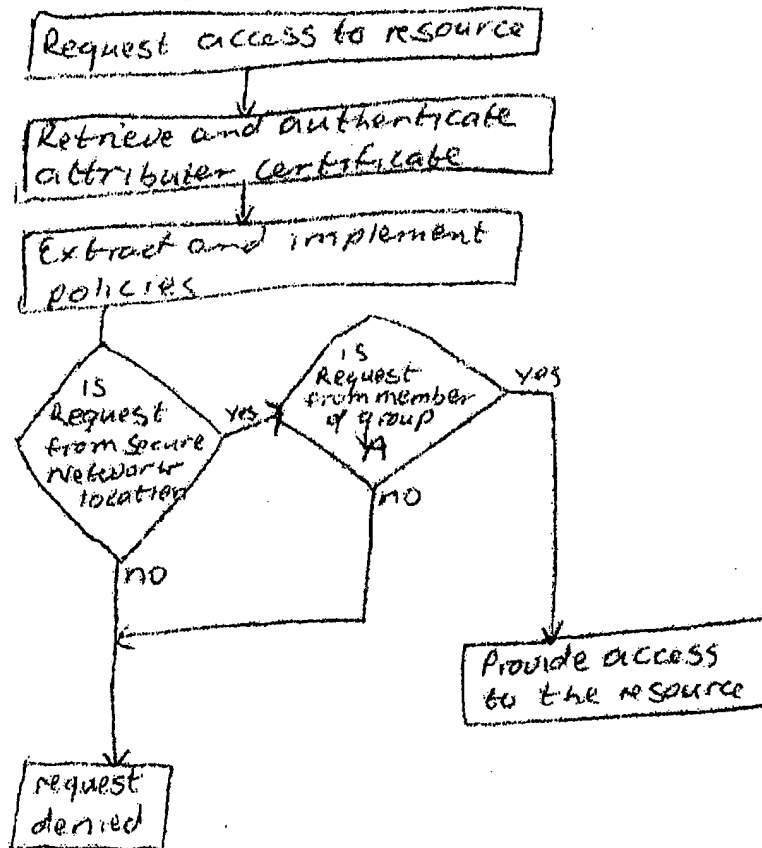 Request access to resource
Retrieve and authenticate
attributer certificate
Extract and implement
policies
is
Request
from secure
Network
location
yes
no
is
Request
from member
of group
A
yes
no
Provide access
to the resource
request
denied